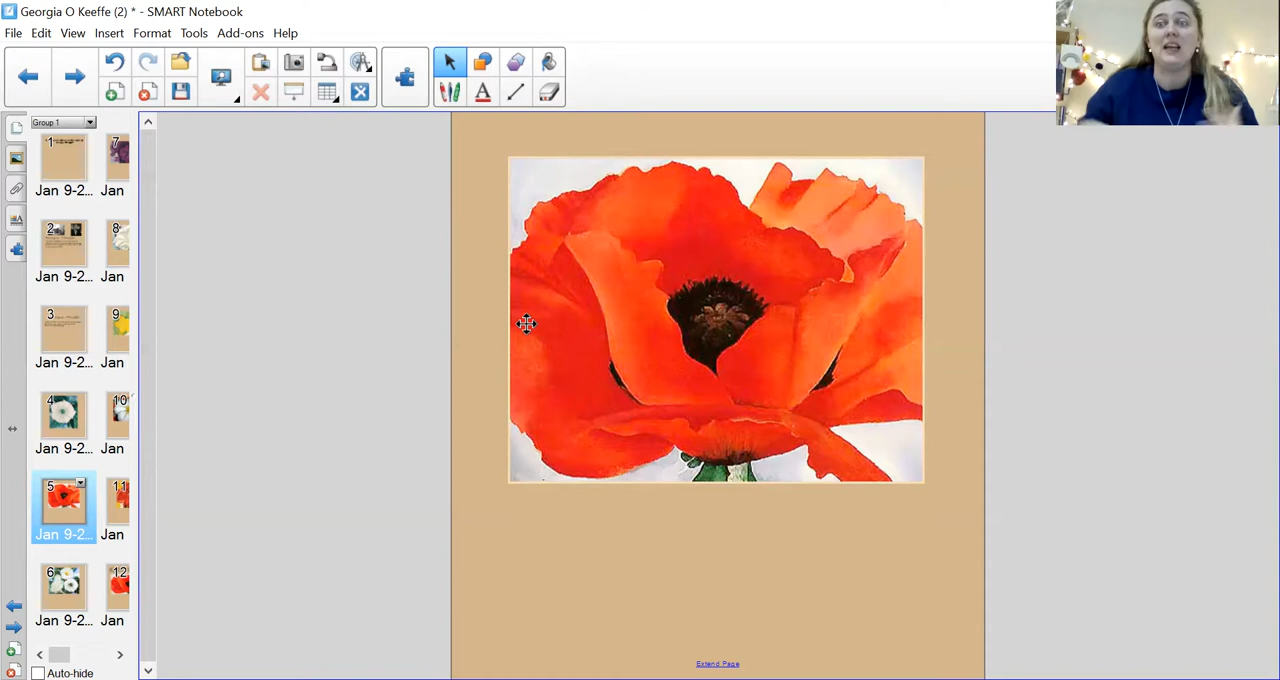 Georgia O Keeffe (2) * - SMART Notebook
File Edit View Insert Format Tools Add-ons Help
Group 1
1
7
Jan 9-2... Jan
2
8
Jan 9-2... Jan
3
9
Jan 9-2... Jan
4
10
Jan 9-2... Jan
5
11
Jan 9-2... Jan
6
12
Jan 9-2... Jan
Auto-hide
Extend Page